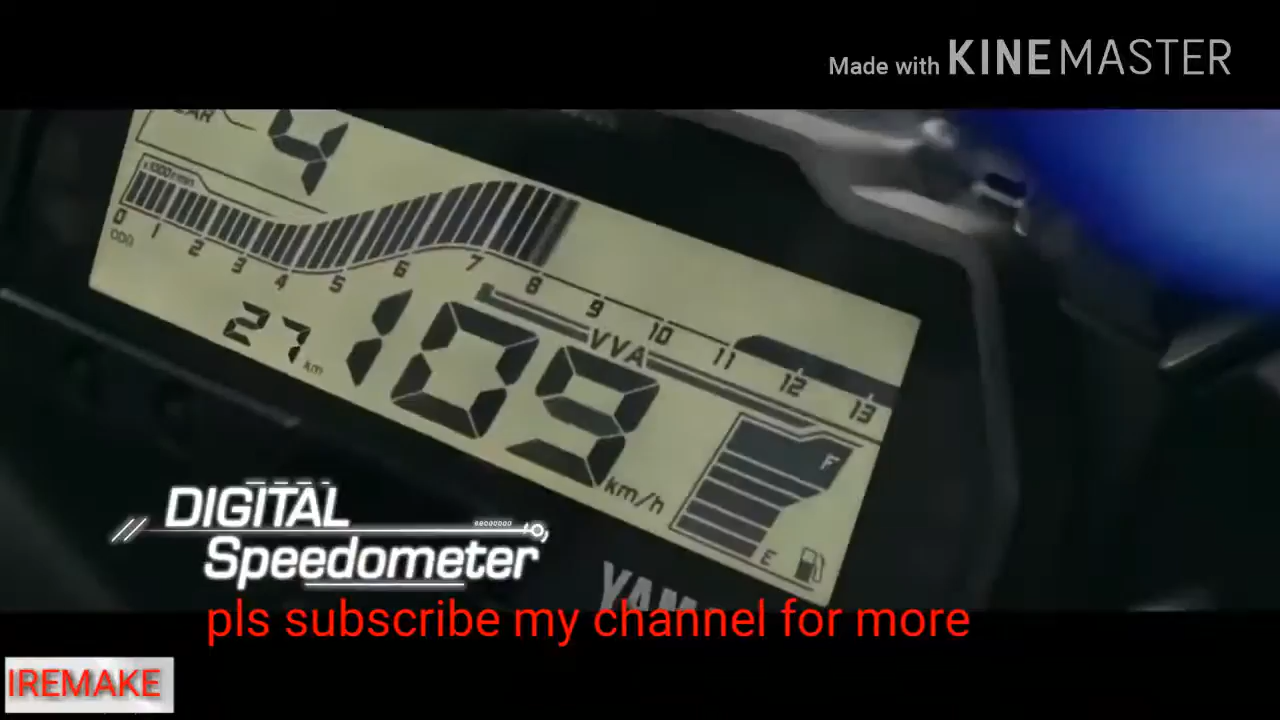 Made with KINEMASTER
4
x1000r/min
0 1 2 3 4 5 6 7 8 9 10 11 12 13
ODO
VVA
27 km
109 km/h
F
E
DIGITAL
Speedometer
pls subscribe my channel for more
IREMAKE